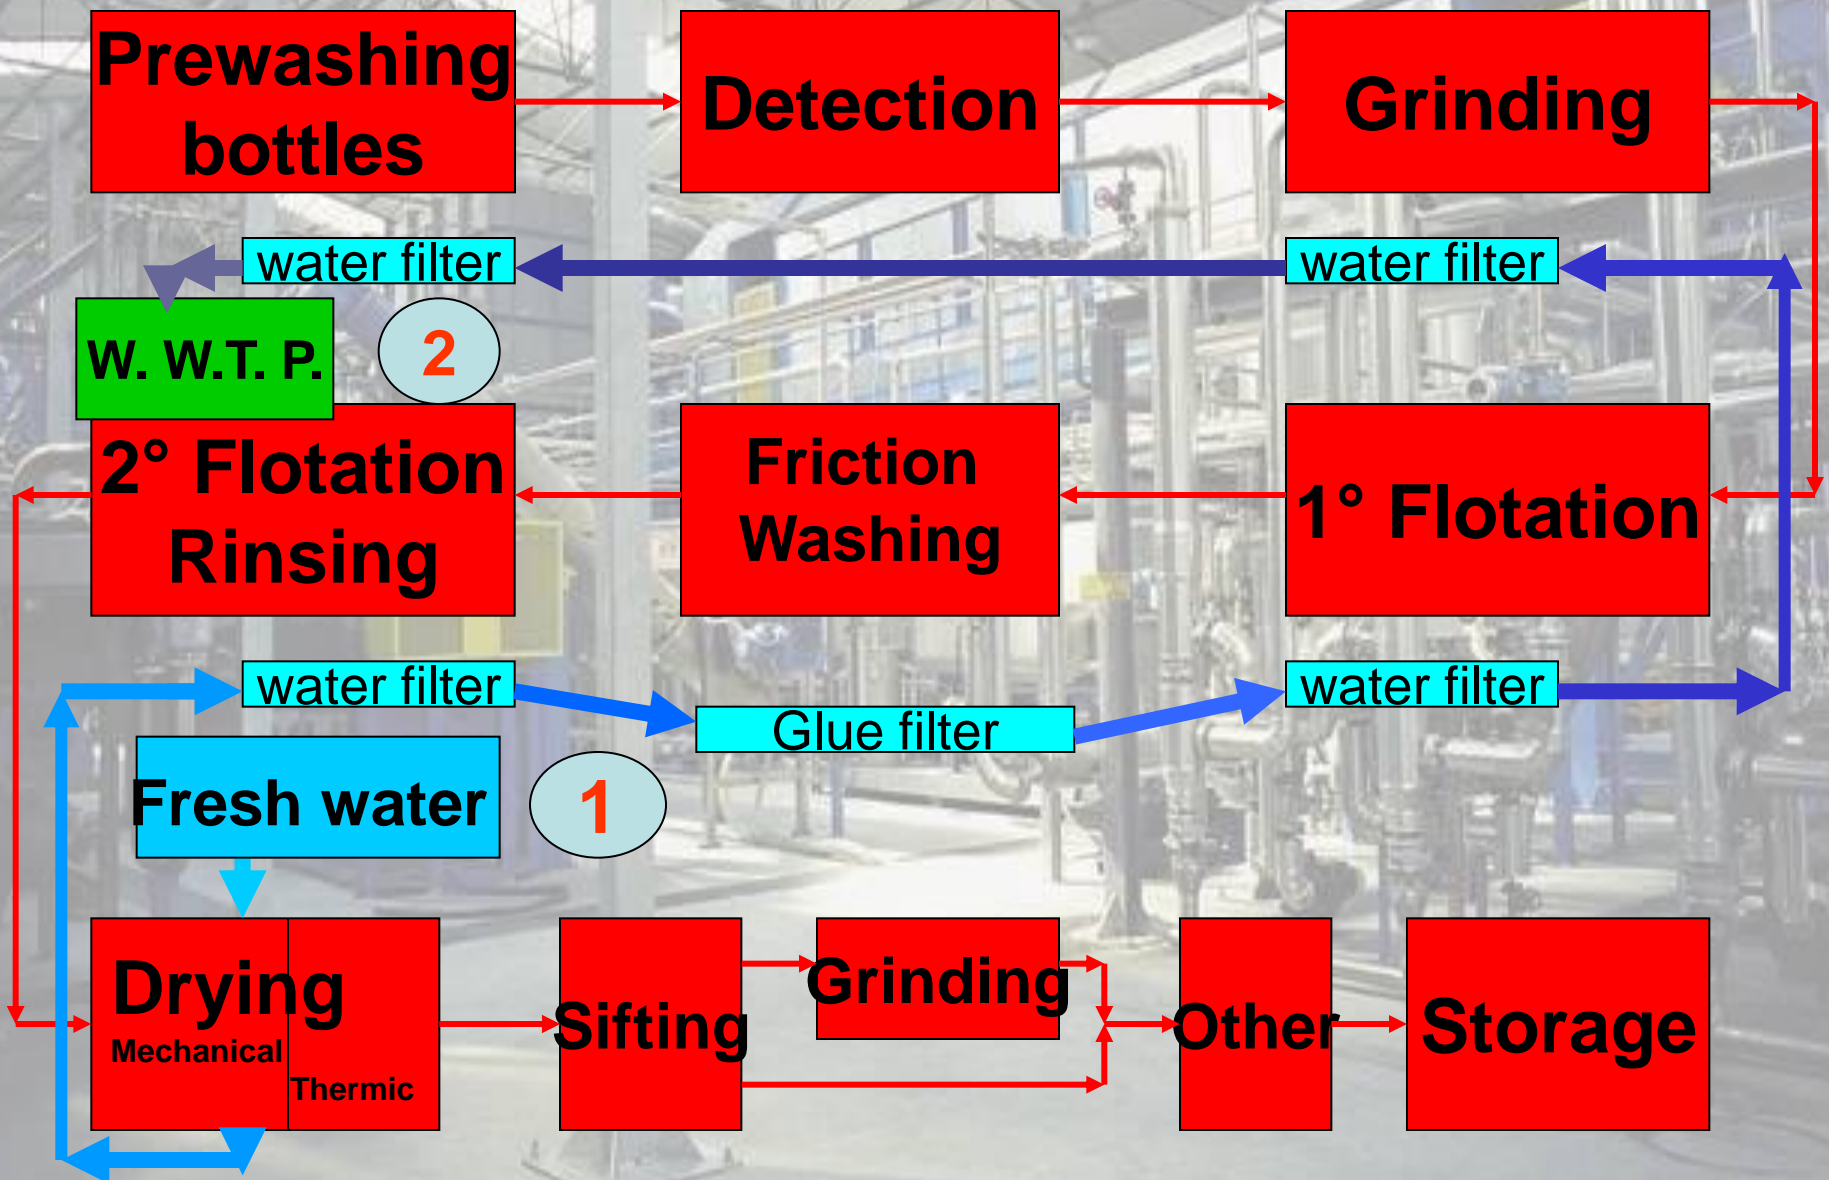 Prewashing
bottles
Detection
Grinding
water filter
water filter
W. W.T. P.
2
2° Flotation
Rinsing
Friction
Washing
1° Flotation
water filter
Glue filter
water filter
Fresh water
1
Drying
Mechanical
Thermic
Sifting
Grinding
Other
Storage